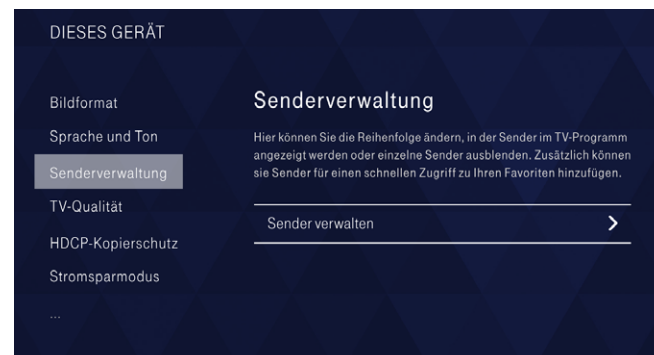 DIESES GERÄT
Bildformat
Sprache und Ton
Senderverwaltung
TV-Qualität
HDCP-Kopierschutz
Stromsparmodus
...
Senderverwaltung
Hier können Sie die Reihenfolge ändern, in der Sender im TV-Programm
angezeigt werden oder einzelne Sender ausblenden. Zusätzlich können
sie Sender für einen schnellen Zugriff zu Ihren Favoriten hinzufügen.
Sender verwalten